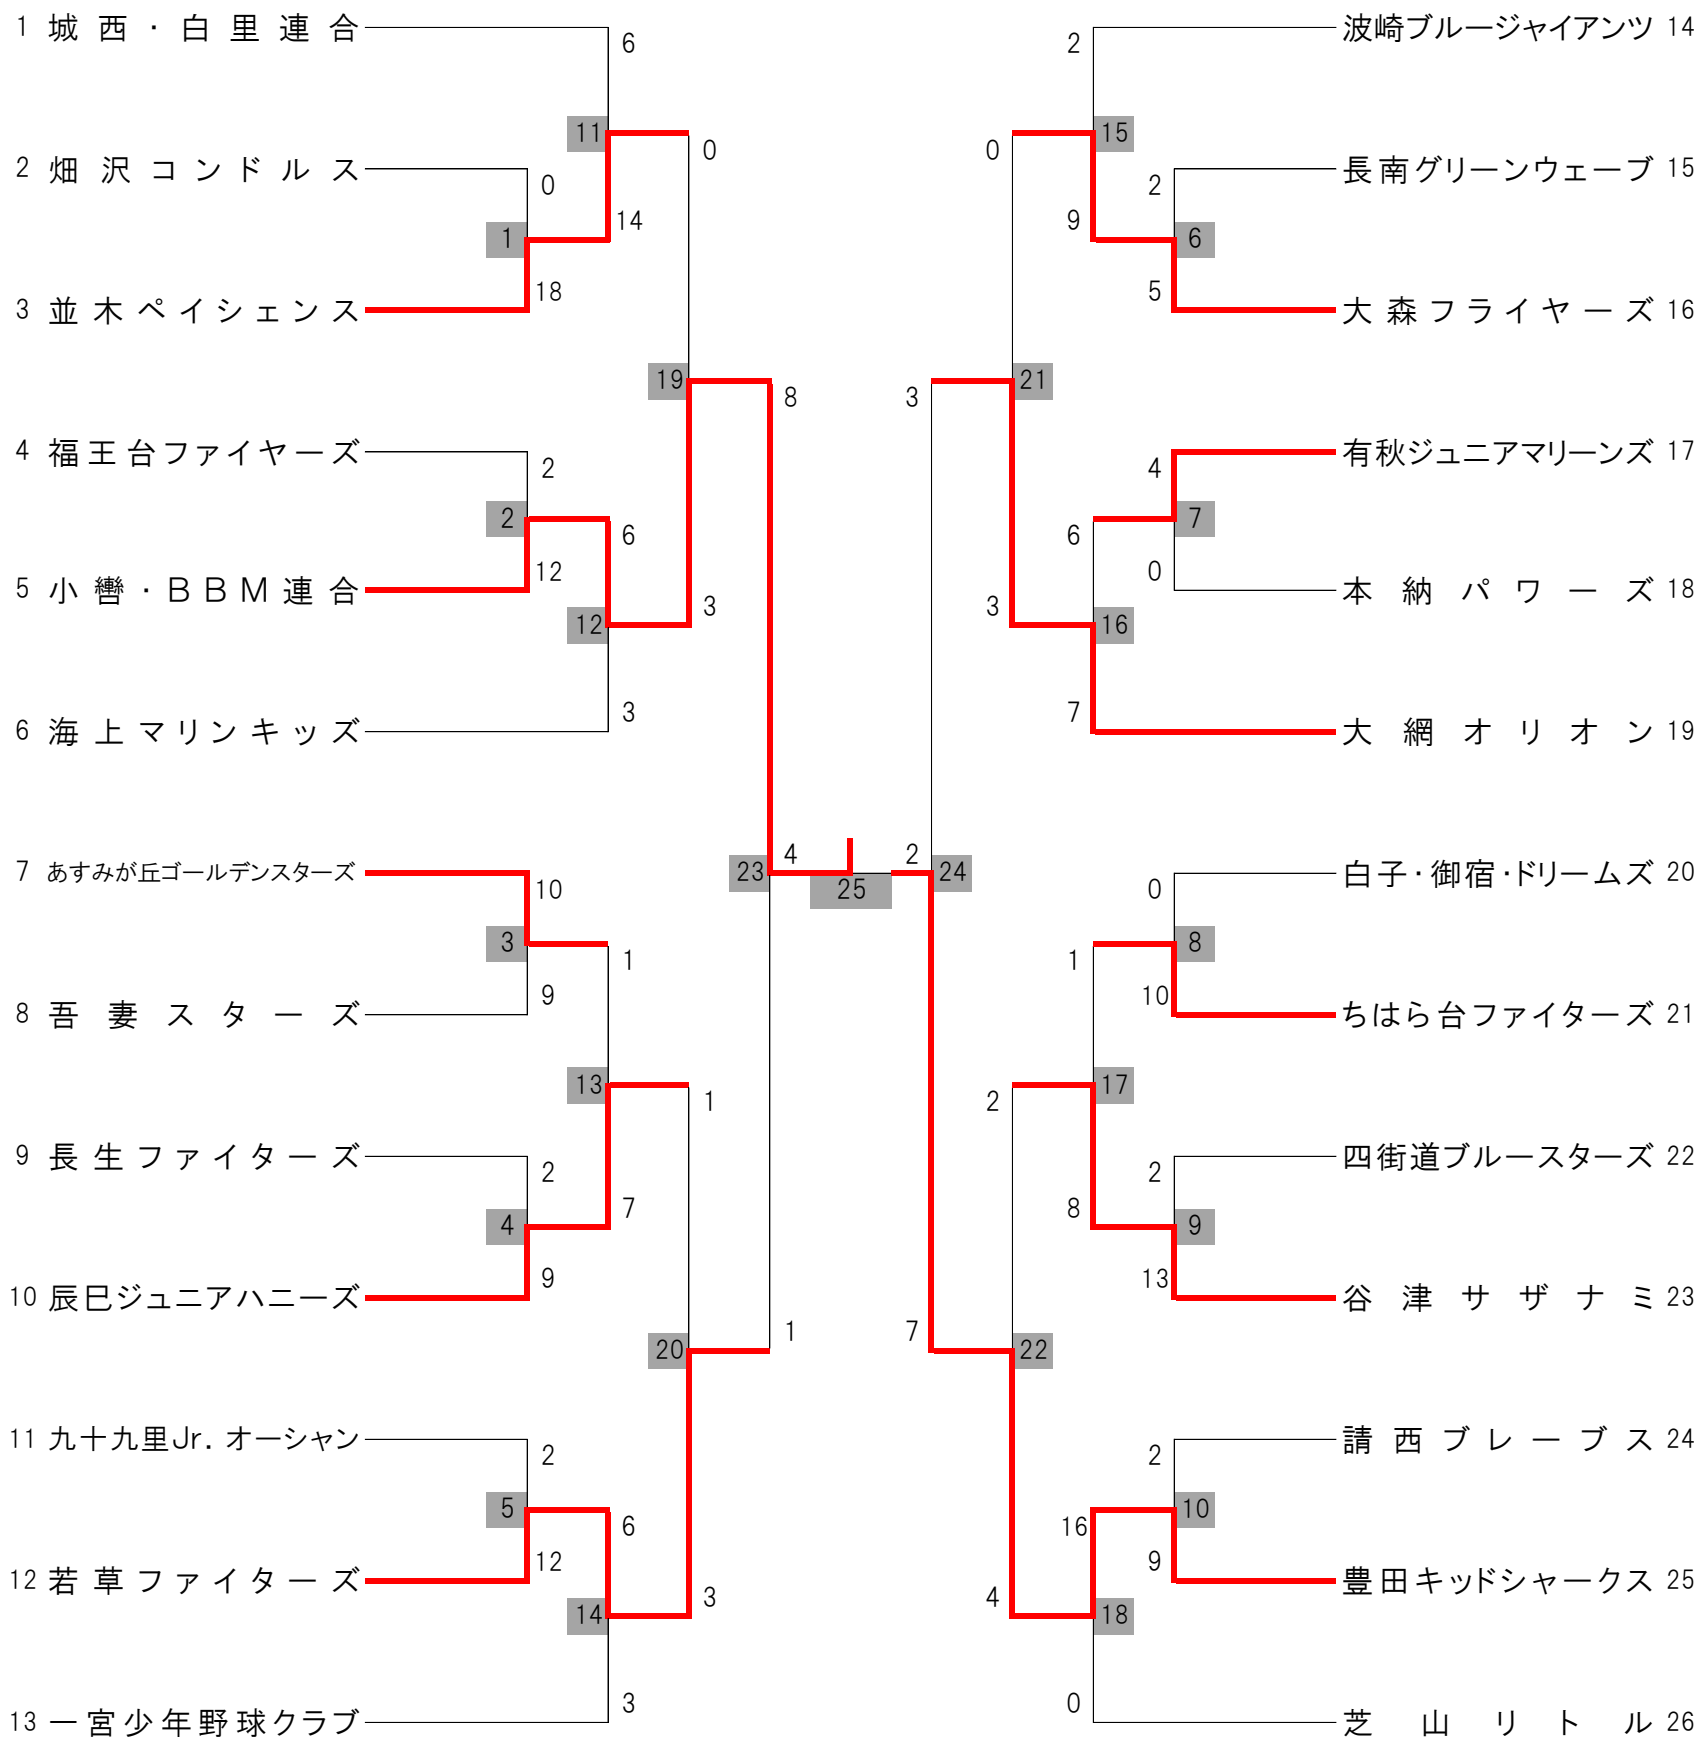 1 城西・白里連合
6
11
0
2 畑沢コンドルス
0
14
1
18
3 並木ペイシェンス
19
8
4 福王台ファイヤーズ
2
2
6
12
5 小轡・BBM連合
3
12
3
6 海上マリンキッズ
7 あすみが丘ゴールデンスターズ
10
3
1
9
8 吾妻スターズ
13
1
9 長生ファイターズ
2
7
4
9
10 辰巳ジュニアハニーズ
20
1
11 九十九里Jr.オーシャン
2
5
6
12
12 若草ファイターズ
3
14
3
13 一宮少年野球クラブ
23
4
25
2
24
波崎ブルージャイアンツ 14
2
15
0
長南グリーンウェーブ 15
2
9
6
5
大森フライヤーズ 16
21
3
有秋ジュニアマリーンズ 17
4
7
6
0
本納パワーズ 18
3
16
7
大網オリオン 19
白子・御宿・ドリームズ 20
0
8
1
10
ちはら台ファイターズ 21
17
2
四街道ブルースターズ 22
2
8
9
13
谷津サザナミ 23
22
7
請西ブレーブス 24
2
10
16
9
豊田キッドシャークス 25
4
18
0
芝山リトル 26